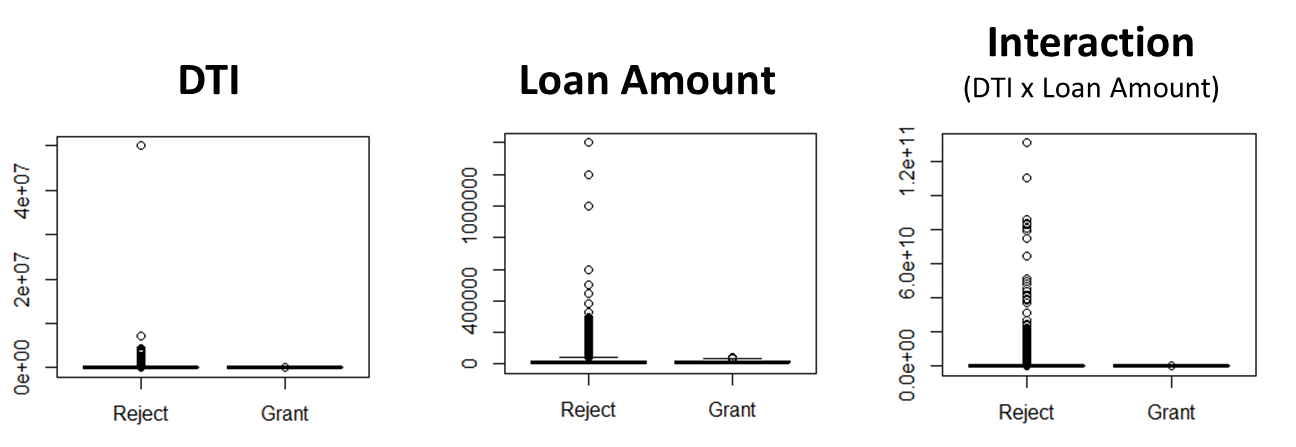 DTI
4e+07
2e+07
0e+00
Reject
Grant
Loan Amount
1000000
400000
0
Reject
Grant
Interaction
(DTI x Loan Amount)
1.2e+11
6.0e+10
0.0e+00
Reject
Grant